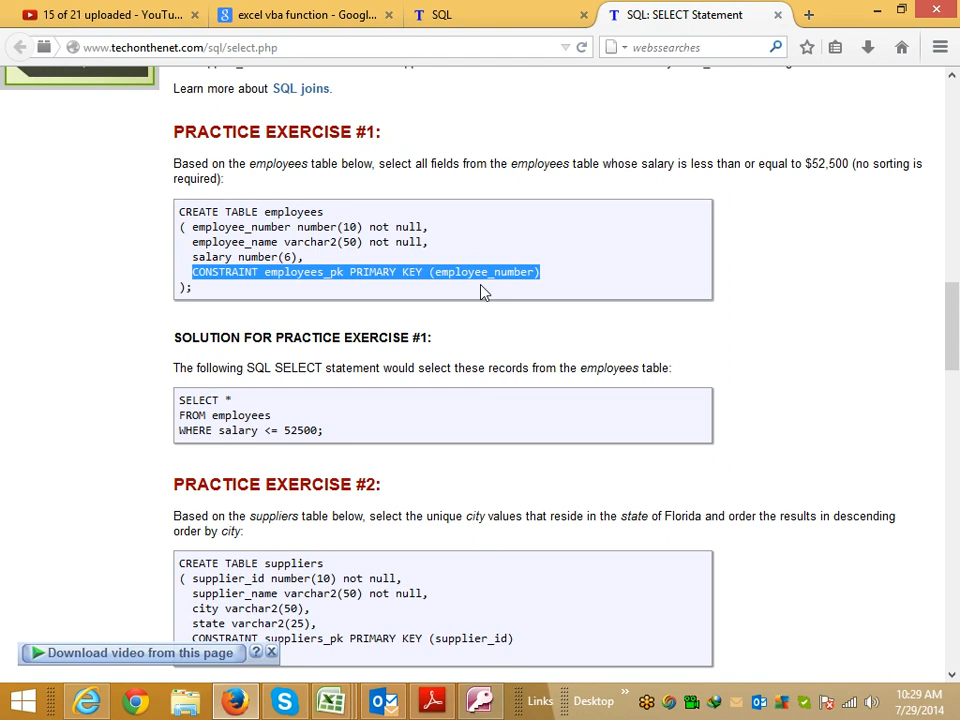 15 of 21 uploaded - YouTu...
excel vba function - Googl...
SQL
SQL: SELECT Statement
www.techonthenet.com/sql/select.php
webssearches
Learn more about SQL joins.
PRACTICE EXERCISE #1:
Based on the employees table below, select all fields from the employees table whose salary is less than or equal to $52,500 (no sorting is
required):
CREATE TABLE employees
( employee_number number(10) not null,
employee_name varchar2(50) not null,
salary number(6),
CONSTRAINT employees_pk PRIMARY KEY (employee_number)
);
SOLUTION FOR PRACTICE EXERCISE #1:
The following SQL SELECT statement would select these records from the employees table:
SELECT *
FROM employees
WHERE salary <= 52500;
PRACTICE EXERCISE #2:
Based on the suppliers table below, select the unique city values that reside in the state of Florida and order the results in descending
order by city:
CREATE TABLE suppliers
( supplier_id number(10) not null,
supplier_name varchar2(50) not null,
city varchar2(50),
state varchar2(25),
CONSTRAINT suppliers_pk PRIMARY KEY (supplier_id)
Download video from this page
Links
Desktop
10:29 AM
7/29/2014